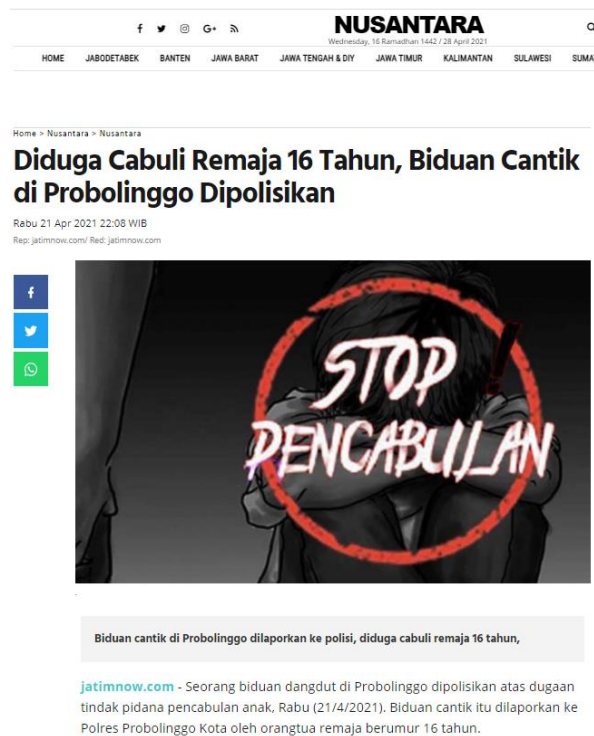 NUSANTARA
Wednesday, 16 Ramadhan 1442 / 28 April 2021
HOME JABODETABEK BANTEN JAWA BARAT JAWA TENGAH & DIY JAWA TIMUR KALIMANTAN SULAWESI SUMA
Home > Nusantara > Nusantara
Diduga Cabuli Remaja 16 Tahun, Biduan Cantik
di Probolinggo Dipolisikan
Rabu 21 Apr 2021 22:08 WIB
Rep: jatimnow.com/ Red: jatimnow.com
STOP
PENCABULAN
!
Biduan cantik di Probolinggo dilaporkan ke polisi, diduga cabuli remaja 16 tahun,
jatimnow.com - Seorang biduan dangdut di Probolinggo dipolisikan atas dugaan
tindak pidana pencabulan anak, Rabu (21/4/2021). Biduan cantik itu dilaporkan ke
Polres Probolinggo Kota oleh orangtua remaja berumur 16 tahun.